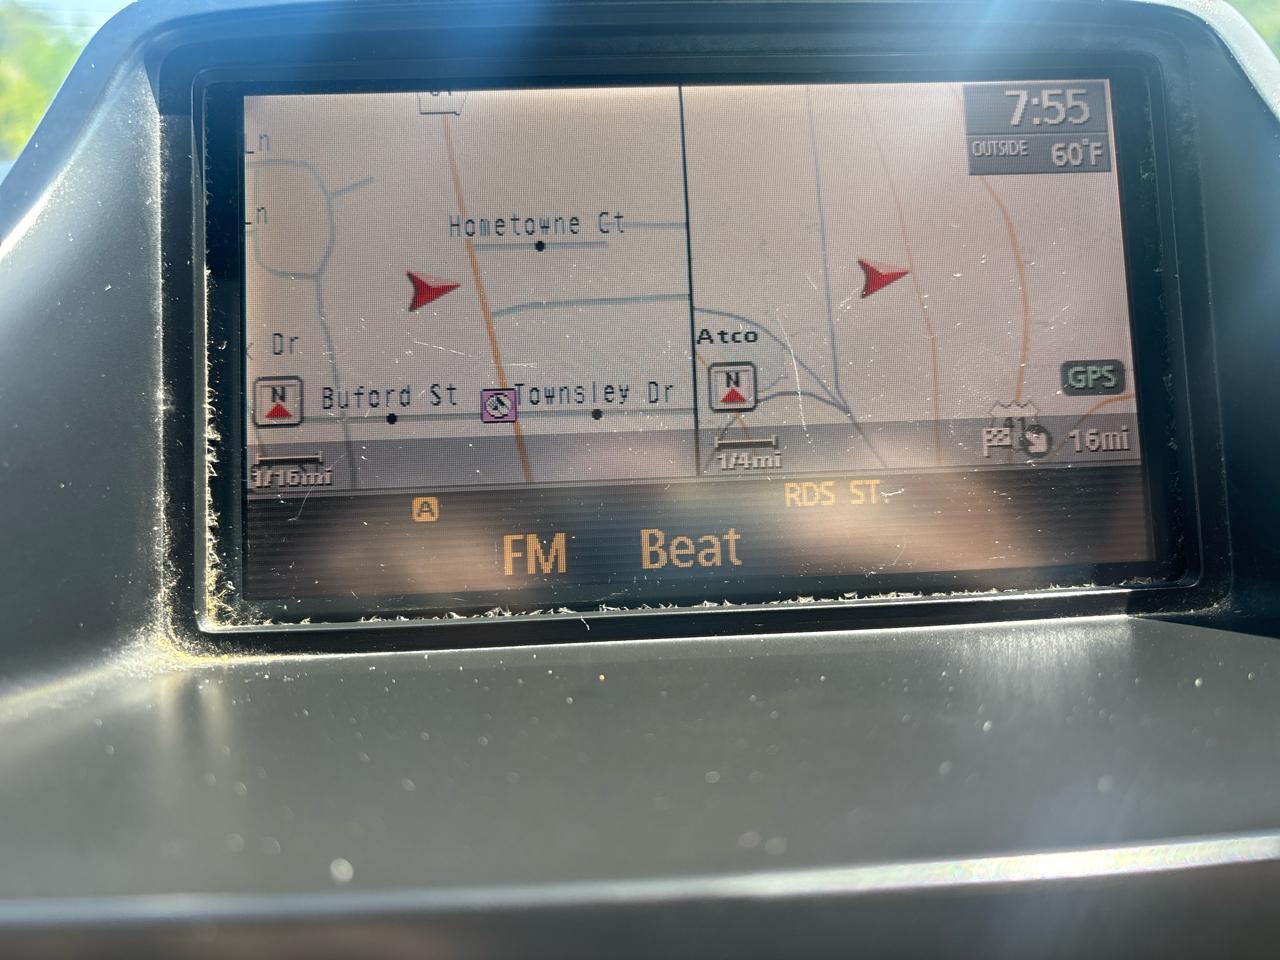 7:55
OUTSIDE 60°F
Ln
Ln
Hometowne Ct
Dr
Atco
N
N
GPS
Buford St
Townsley Dr
41
16mi
1/16mi
1/4mi
A
RDS ST.
FM Beat